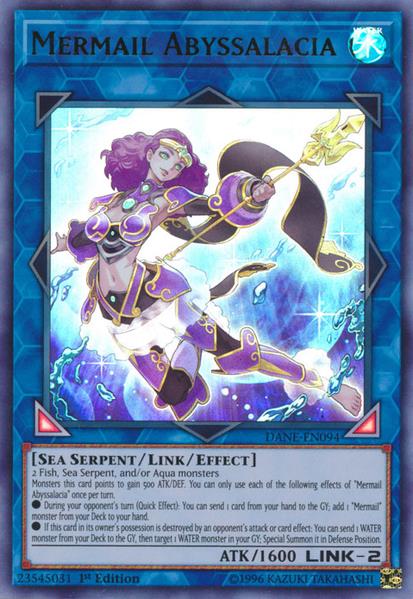 Mermail Abyssalacia
WATER
水
DANE-EN094
[Sea Serpent/Link/Effect]
2 Fish, Sea Serpent, and/or Aqua monsters
Monsters this card points to gain 500 ATK/DEF. You can only use each of the following effects of "Mermail
Abyssalacia" once per turn.
● During your opponent's turn (Quick Effect): You can send 1 card from your hand to the GY; add 1 "Mermail"
monster from your Deck to your hand.
● If this card in its owner's possession is destroyed by an opponent's attack or card effect: You can send 1 WATER
monster from your Deck to the GY, then target 1 WATER monster in your GY; Special Summon it in Defense Position.
ATK/1600 LINK-2
23545031 1st Edition ©1996 KAZUKI TAKAHASHI